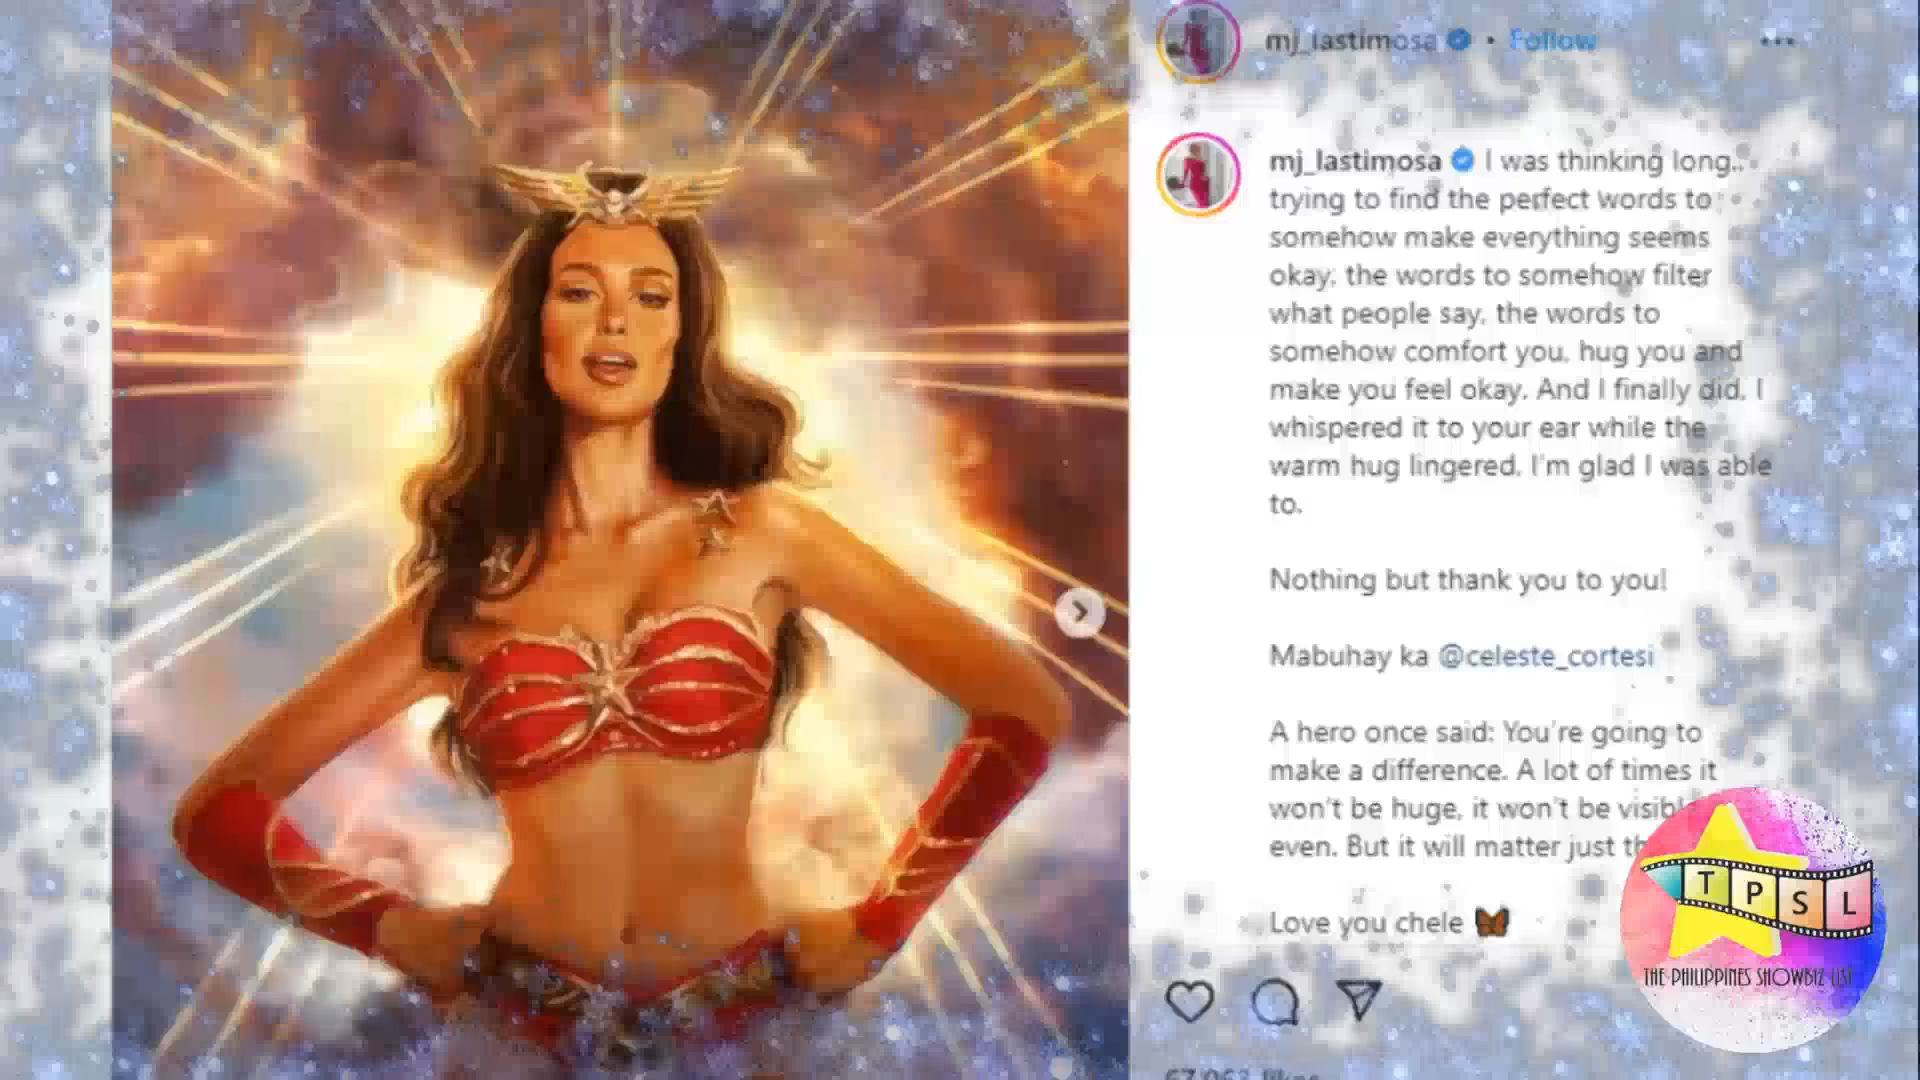 mj_lastimosa • Follow
mj_lastimosa I was thinking long..
trying to find the perfect words to
somehow make everything seems
okay, the words to somehow filter
what people say, the words to
somehow comfort you, hug you and
make you feel okay. And I finally did. I
whispered it to your ear while the
warm hug lingered. I'm glad I was able
to.
Nothing but thank you to you!
Mabuhay ka @celeste_cortesi
A hero once said: You're going to
make a difference. A lot of times it
won't be huge, it won't be
even. But it will matter just
Love you chele
TPSL
THE PHILIPPINES SHOWBIZ LIST